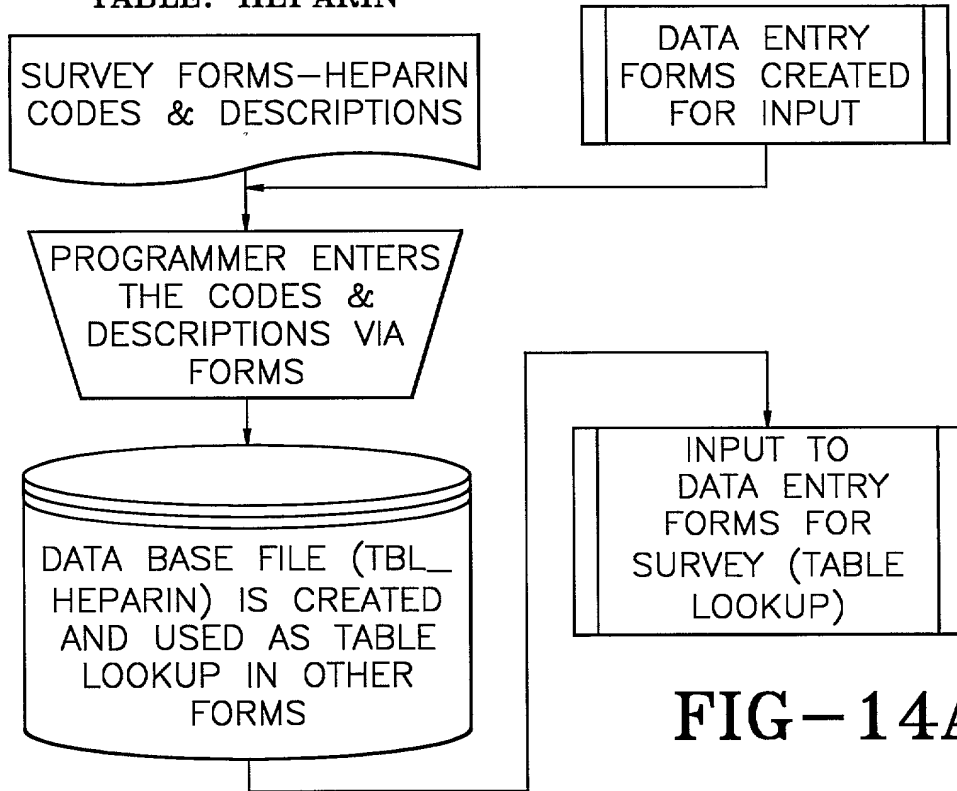 TABLE: HEPARIN
SURVEY FORMS-HEPARIN
CODES & DESCRIPTIONS
DATA ENTRY
FORMS CREATED
FOR INPUT
PROGRAMMER ENTERS
THE CODES &
DESCRIPTIONS VIA
FORMS
DATA BASE FILE (TBL_
HEPARIN) IS CREATED
AND USED AS TABLE
LOOKUP IN OTHER
FORMS
INPUT TO
DATA ENTRY
FORMS FOR
SURVEY (TABLE
LOOKUP)
FIG-14A